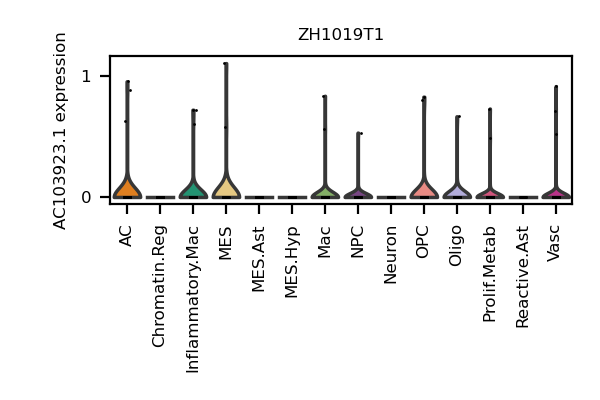 ZH1019T1
AC103923.1 expression
1
0
AC
Chromatin.Reg
Inflammatory.Mac
MES
MES.Ast
MES.Hyp
Mac
NPC
Neuron
OPC
Oligo
Prolif.Metab
Reactive.Ast
Vasc